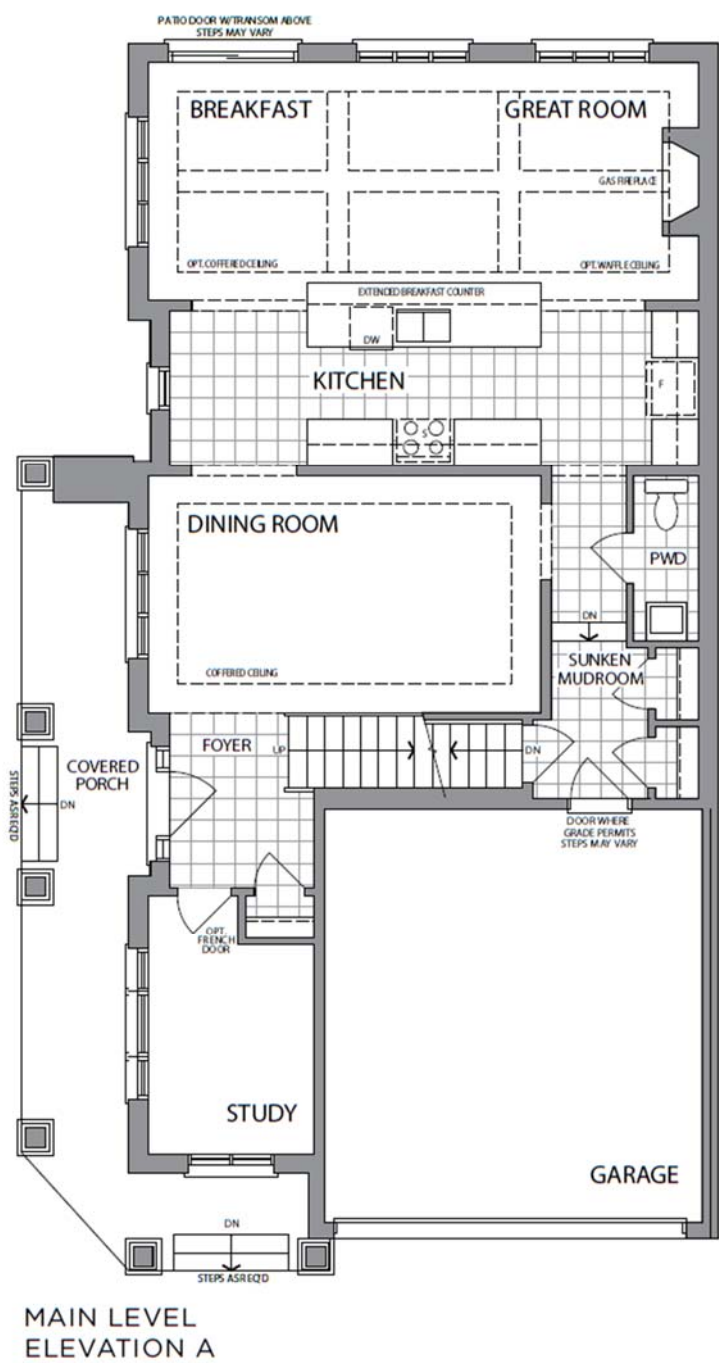 PATIO DOOR W/TRANSOM ABOVE
STEPS MAY VARY
BREAKFAST
GREAT ROOM
GAS FIREPLACE
OPT. COFFERED CEILING
OPT. WAFFLE CEILING
EXTENDED BREAKFAST COUNTER
DW
KITCHEN
F
S
DINING ROOM
PWD
COFFERED CEILING
DN
SUNKEN
MUDROOM
FOYER
UP
DN
COVERED
PORCH
DN
STEPS AS REQ'D
DOOR WHERE
GRADE PERMITS
STEPS MAY VARY
OPT.
FRENCH
DOOR
STUDY
GARAGE
DN
STEPS AS REQ'D
MAIN LEVEL
ELEVATION A